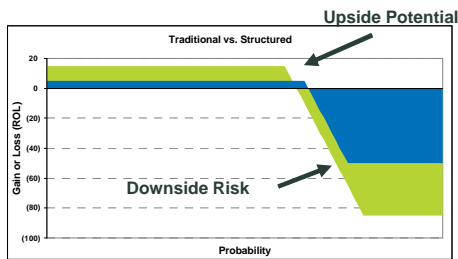 Upside Potential
Traditional vs. Structured
20
0
(20)
(40)
(60)
(80)
(100)
Gain or Loss (ROL)
Downside Risk
Probability